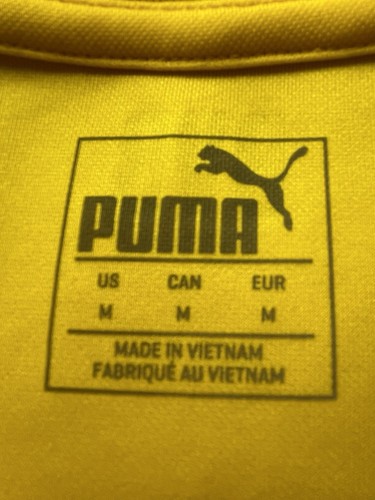 PUMA
US CAN EUR
M M M
MADE IN VIETNAM
FABRIQUÉ AU VIETNAM